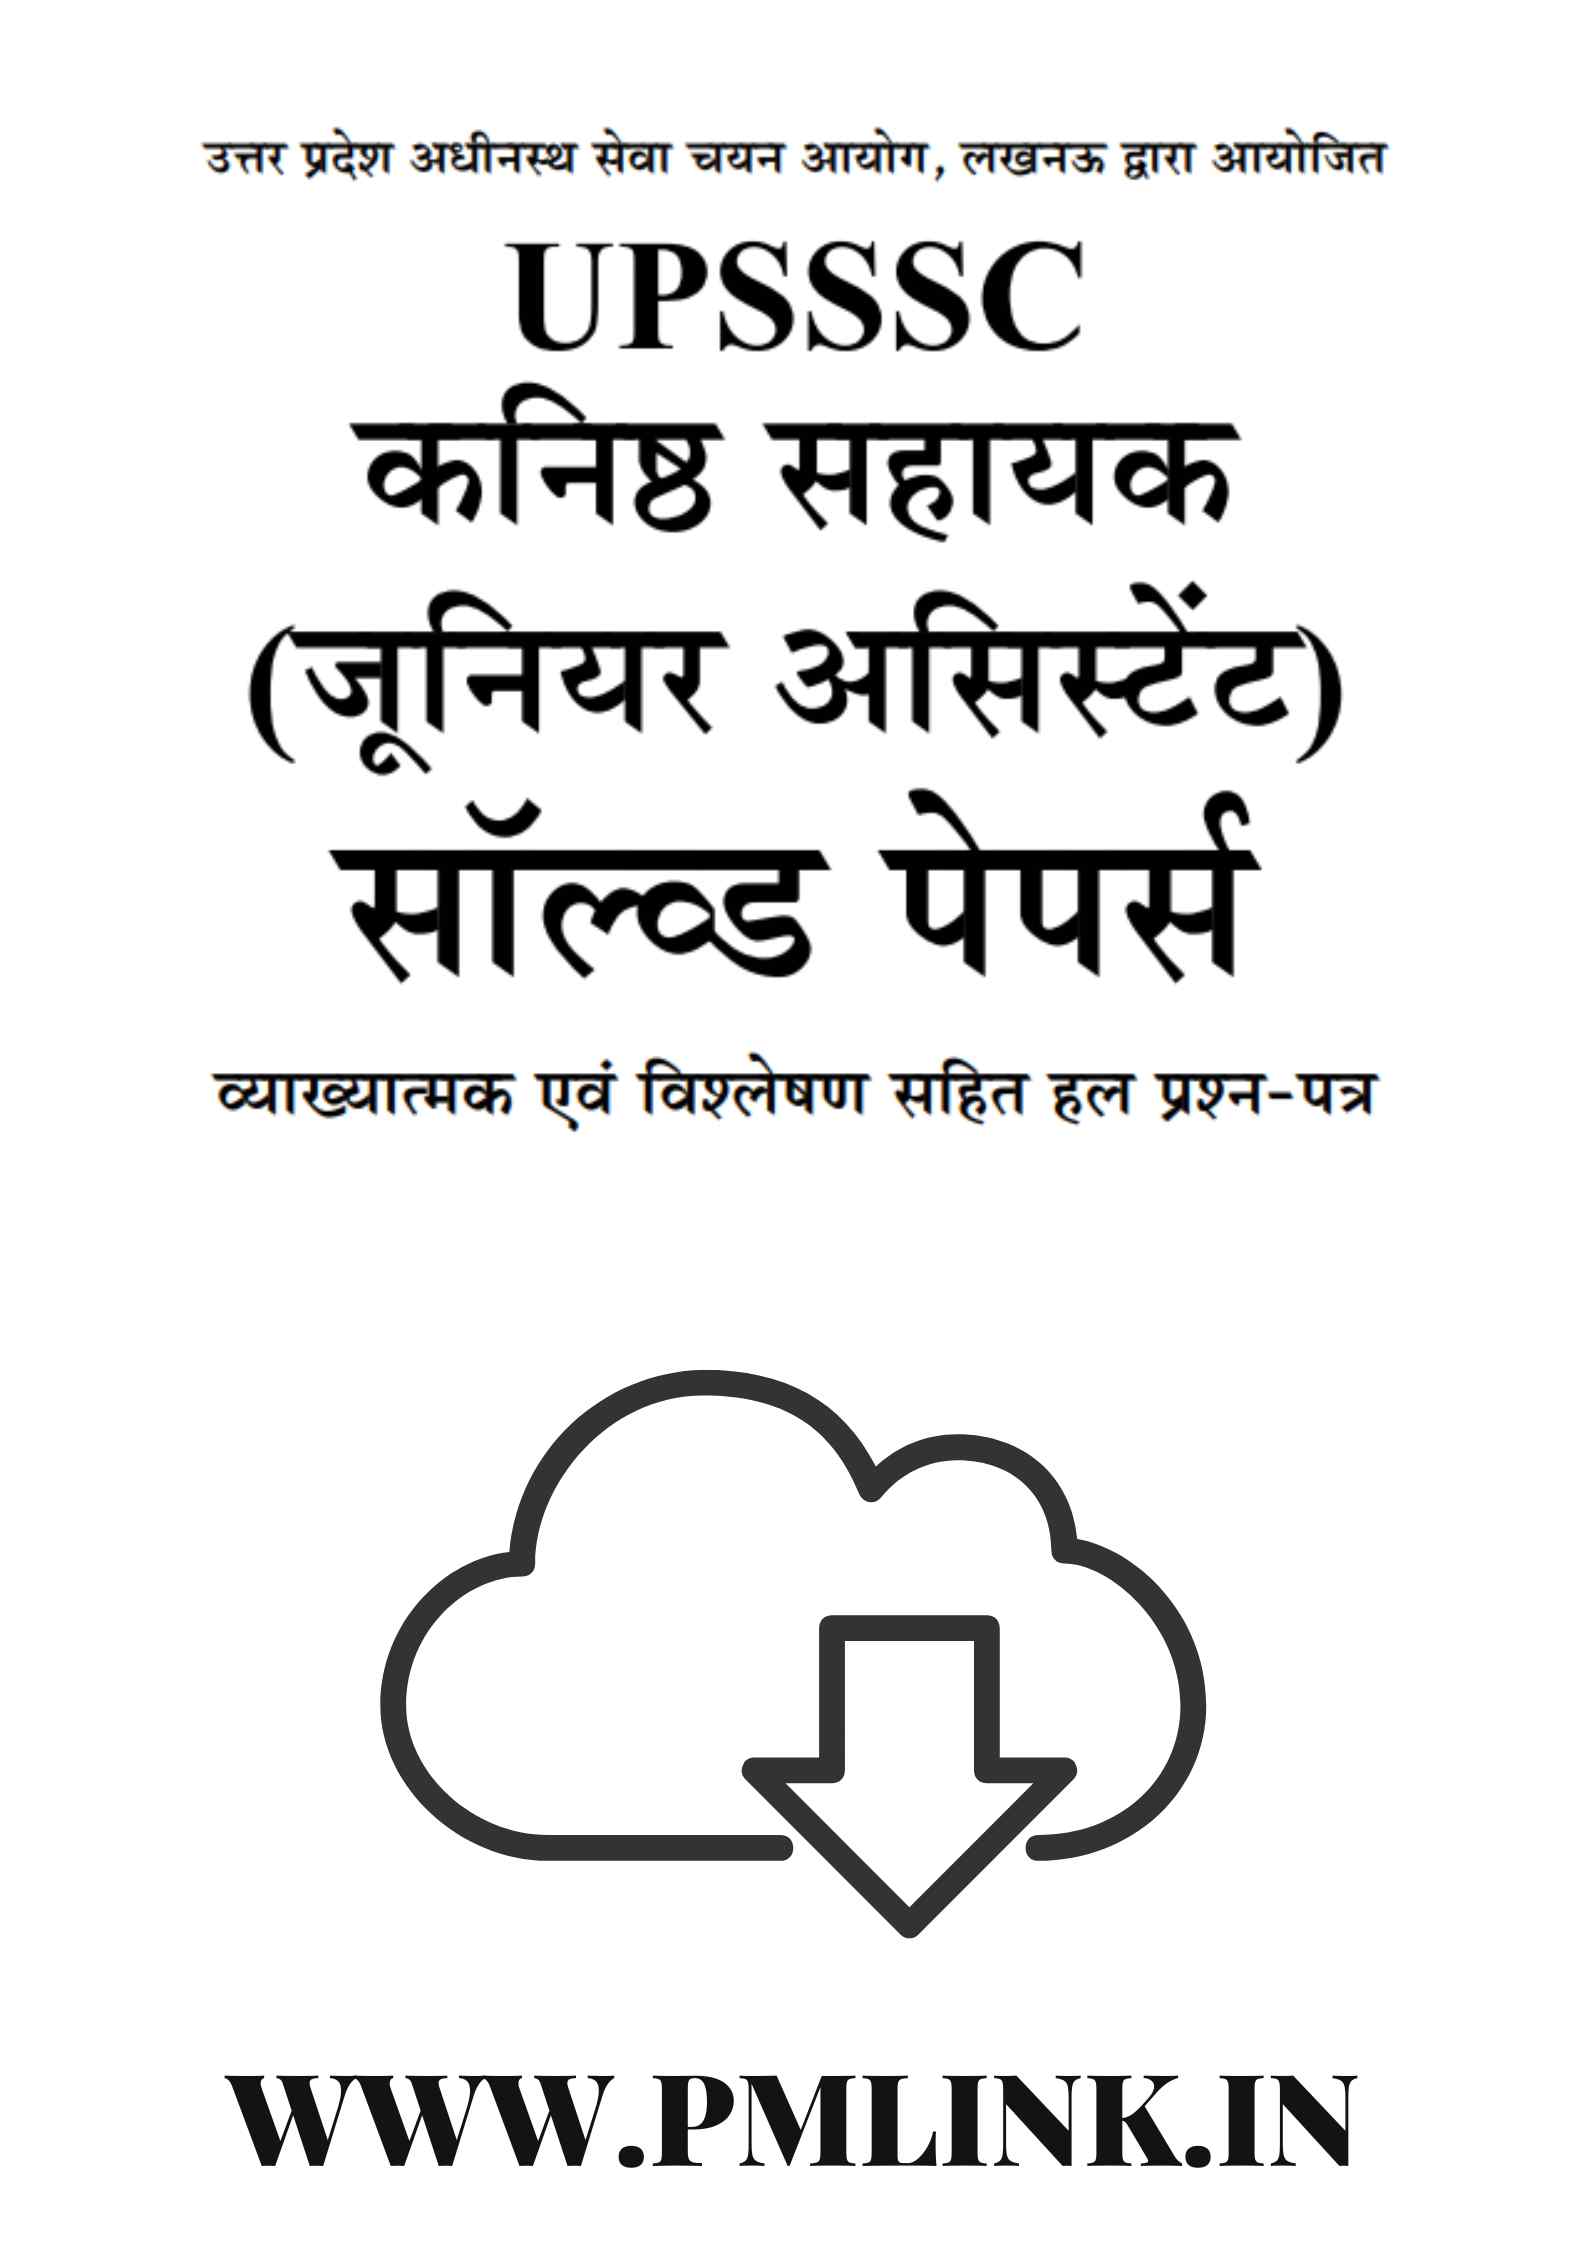 उत्तर प्रदेश अधीनस्थ सेवा चयन आयोग, लखनऊ द्वारा आयोजित
UPSSSC
कनिष्ठ सहायक
(जूनियर असिस्टेंट)
सॉल्व्ड पेपर्स
व्याख्यात्मक एवं विश्लेषण सहित हल प्रश्न-पत्र
WWW.PMLINK.IN